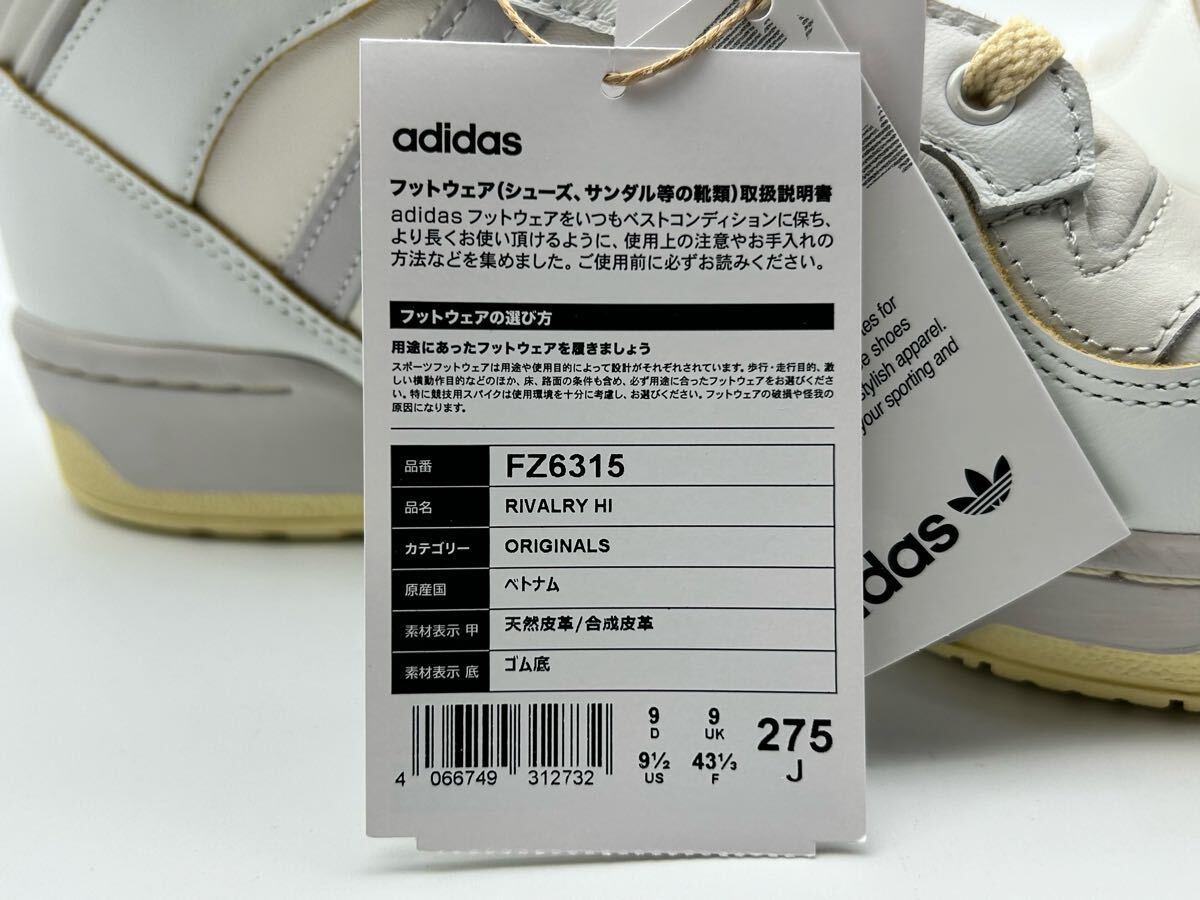 adidas
フットウェア(シューズ、サンダル等の靴類)取扱説明書
adidas フットウェアをいつもベストコンディションに保ち、
より長くお使い頂けるように、使用上の注意やお手入れの
方法などを集めました。ご使用前に必ずお読みください。
フットウェアの選び方
用途にあったフットウェアを履きましょう
スポーツフットウェアは用途や使用目的によって設計がそれぞれされています。歩行・走行目的、激
しい横動作目的などのほか、床、路面の条件も含め、必ず用途に合ったフットウェアをお選びくださ
い。特に競技用スパイクは使用環境を十分に考慮し、お選びください。フットウェアの破損や怪我の
原因になります。
品番 FZ6315
品名 RIVALRY HI
カテゴリー ORIGINALS
原産国 ベトナム
素材表示 甲 天然皮革/合成皮革
素材表示 底 ゴム底
4 066749 312732
9 D
9 UK
9½ US
43⅓ F
275 J
for
shoes
stylish apparel.
your sporting and
das